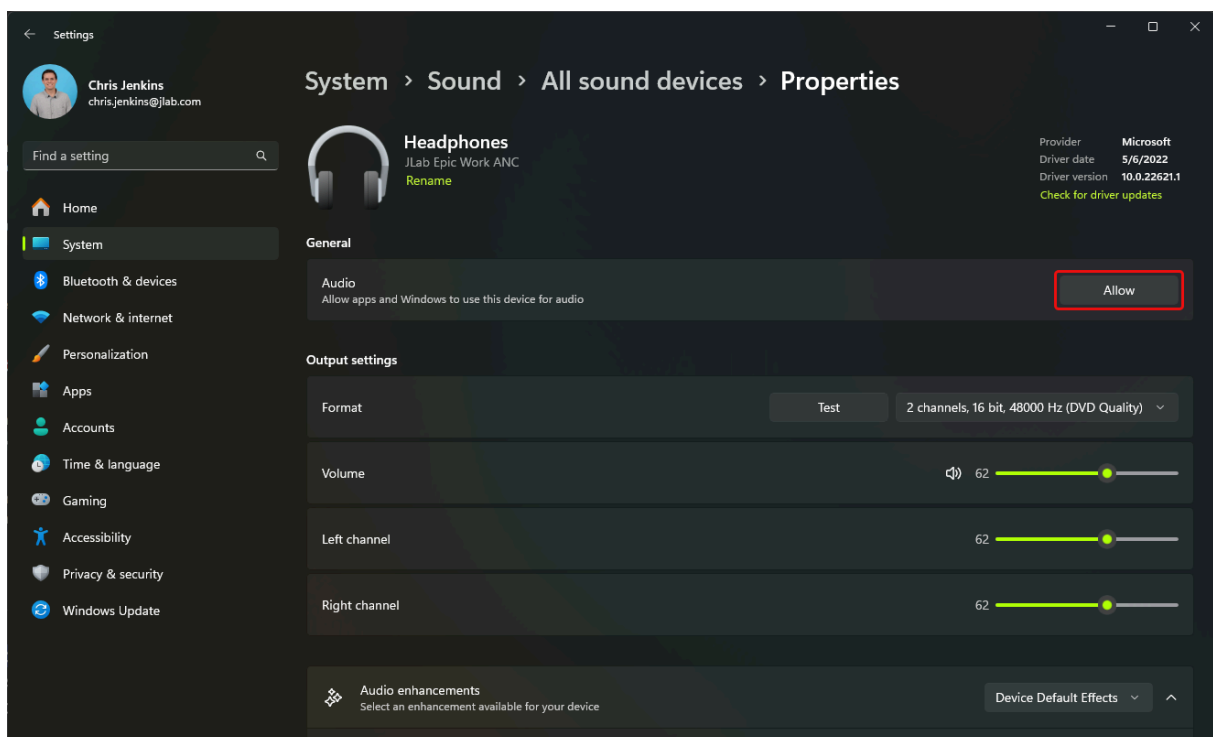 Settings
Chris Jenkins
chris.jenkins@jlab.com
Find a setting
Home
System
Bluetooth & devices
Network & internet
Personalization
Apps
Accounts
Time & language
Gaming
Accessibility
Privacy & security
Windows Update
System > Sound > All sound devices > Properties
Headphones
JLab Epic Work ANC
Rename
Provider Microsoft
Driver date 5/6/2022
Driver version 10.0.22621.1
Check for driver updates
General
Audio
Allow apps and Windows to use this device for audio
Allow
Output settings
Format Test 2 channels, 16 bit, 48000 Hz (DVD Quality)
Volume 62
Left channel 62
Right channel 62
Audio enhancements
Select an enhancement available for your device
Device Default Effects